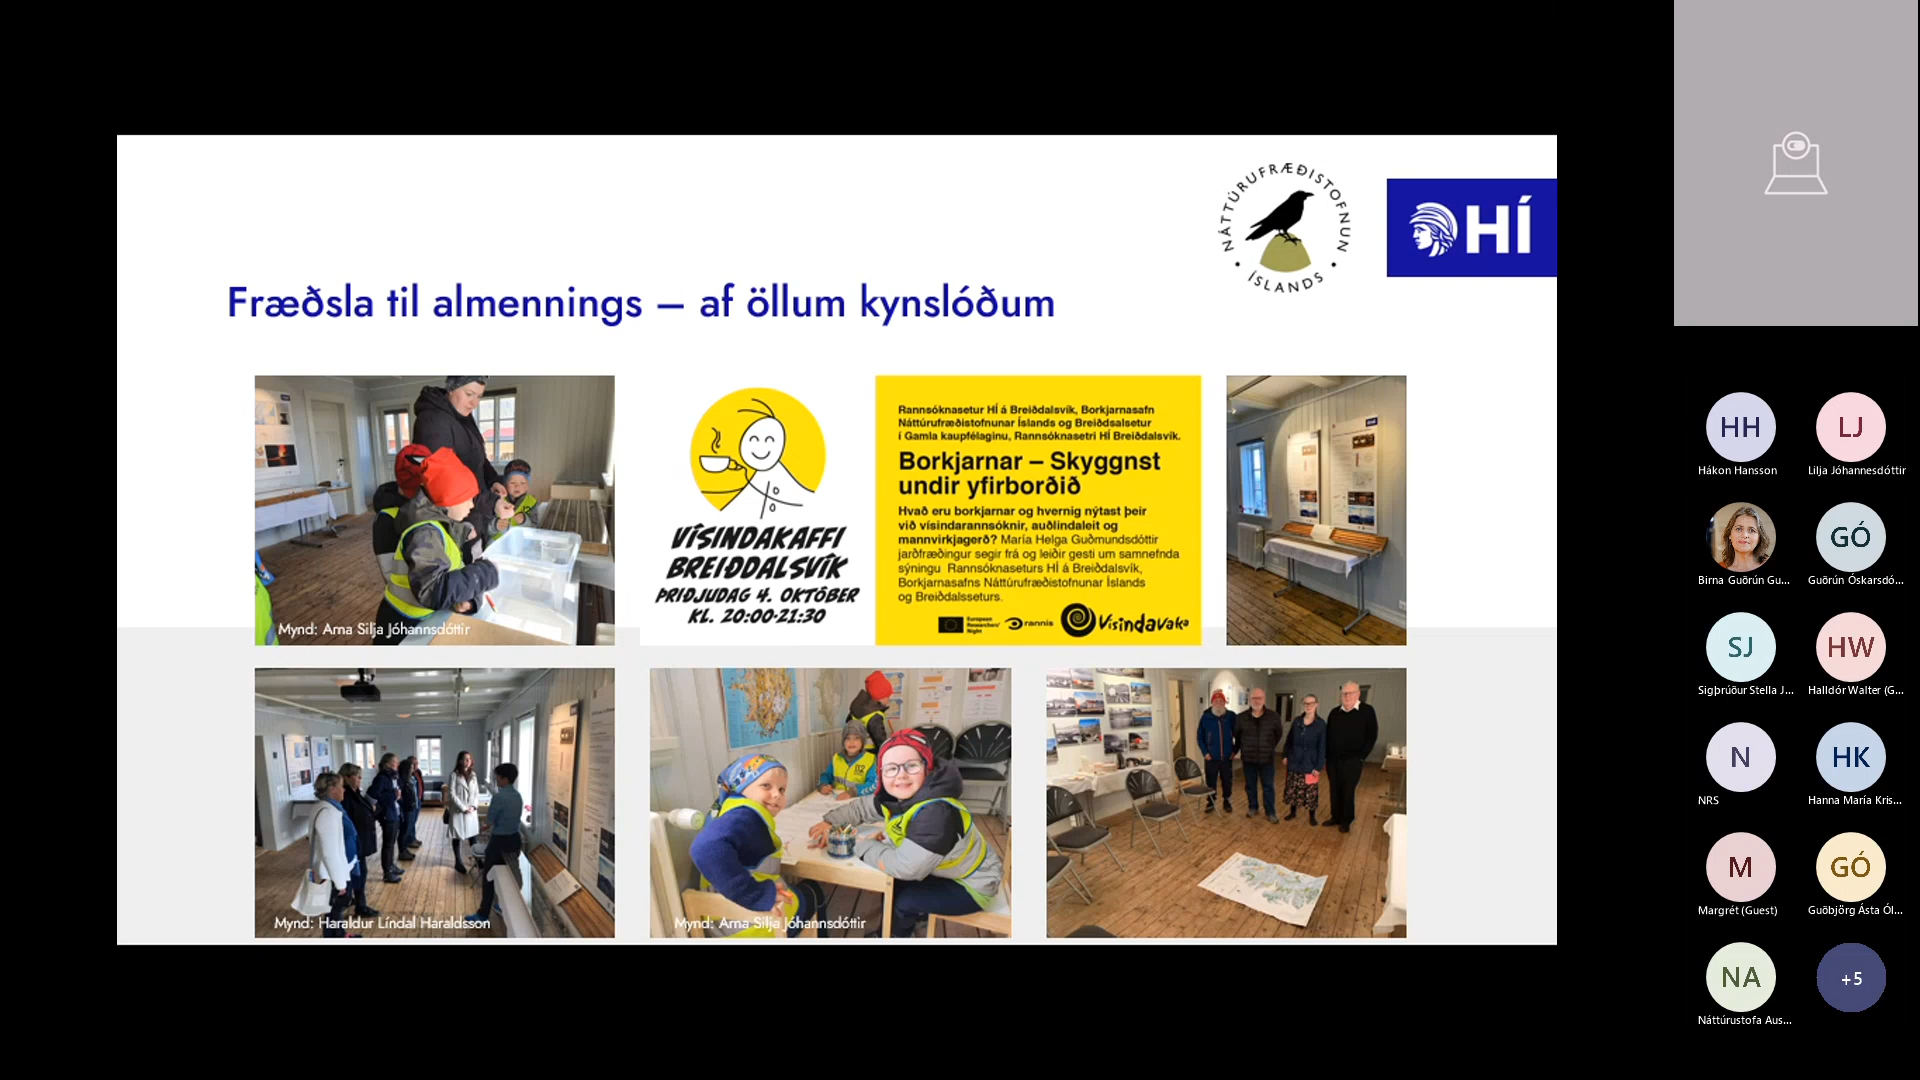 NÁTTÚRUFRÆÐISTOFNUN
• ÍSLANDS •
HÍ
Fræðsla til almennings – af öllum kynslóðum
Mynd: Arna Silja Jóhannsdóttir
VÍSINDAKAFFI
BREIÐDALSVÍK
ÞRIÐJUDAG 4. OKTÓBER
KL. 20:00-21:30
Rannsóknasetur HÍ á Breiðdalsvík, Borkjarnasafn
Náttúrufræðistofnunar Íslands og Breiðsdalsetur
í Gamla kaupfélaginu, Rannsóknasetri HÍ Breiðdalsvík.
Borkjarnar – Skyggnst
undir yfirborðið
Hvað eru borkjarnar og hvernig nýtast þeir
við vísindarannsóknir, auðlindaleit og
mannvirkjagerð? María Helga Guðmundsdóttir
jarðfræðingur segir frá og leiðir gesti um samnefnda
sýningu Rannsóknaseturs HÍ á Breiðdalsvík,
Borkjarnasafns Náttúrufræðistofnunar Íslands
og Breiðdalsseturs.
European
Researchers'
Night
rannís
Vísindavaka
Mynd: Haraldur Líndal Haraldsson
Mynd: Arna Silja Jóhannsdóttir
HH
LJ
Hákon Hansson
Lilja Jóhannesdóttir
GÓ
Birna Guðrún Gu...
Guðrún Óskarsdó...
SJ
HW
Sigþrúður Stella J...
Halldór Walter (G...
N
HK
NRS
Hanna María Kris...
M
GÓ
Margrét (Guest)
Guðbjörg Ásta Ól...
NA
+5
Náttúrustofa Aus...